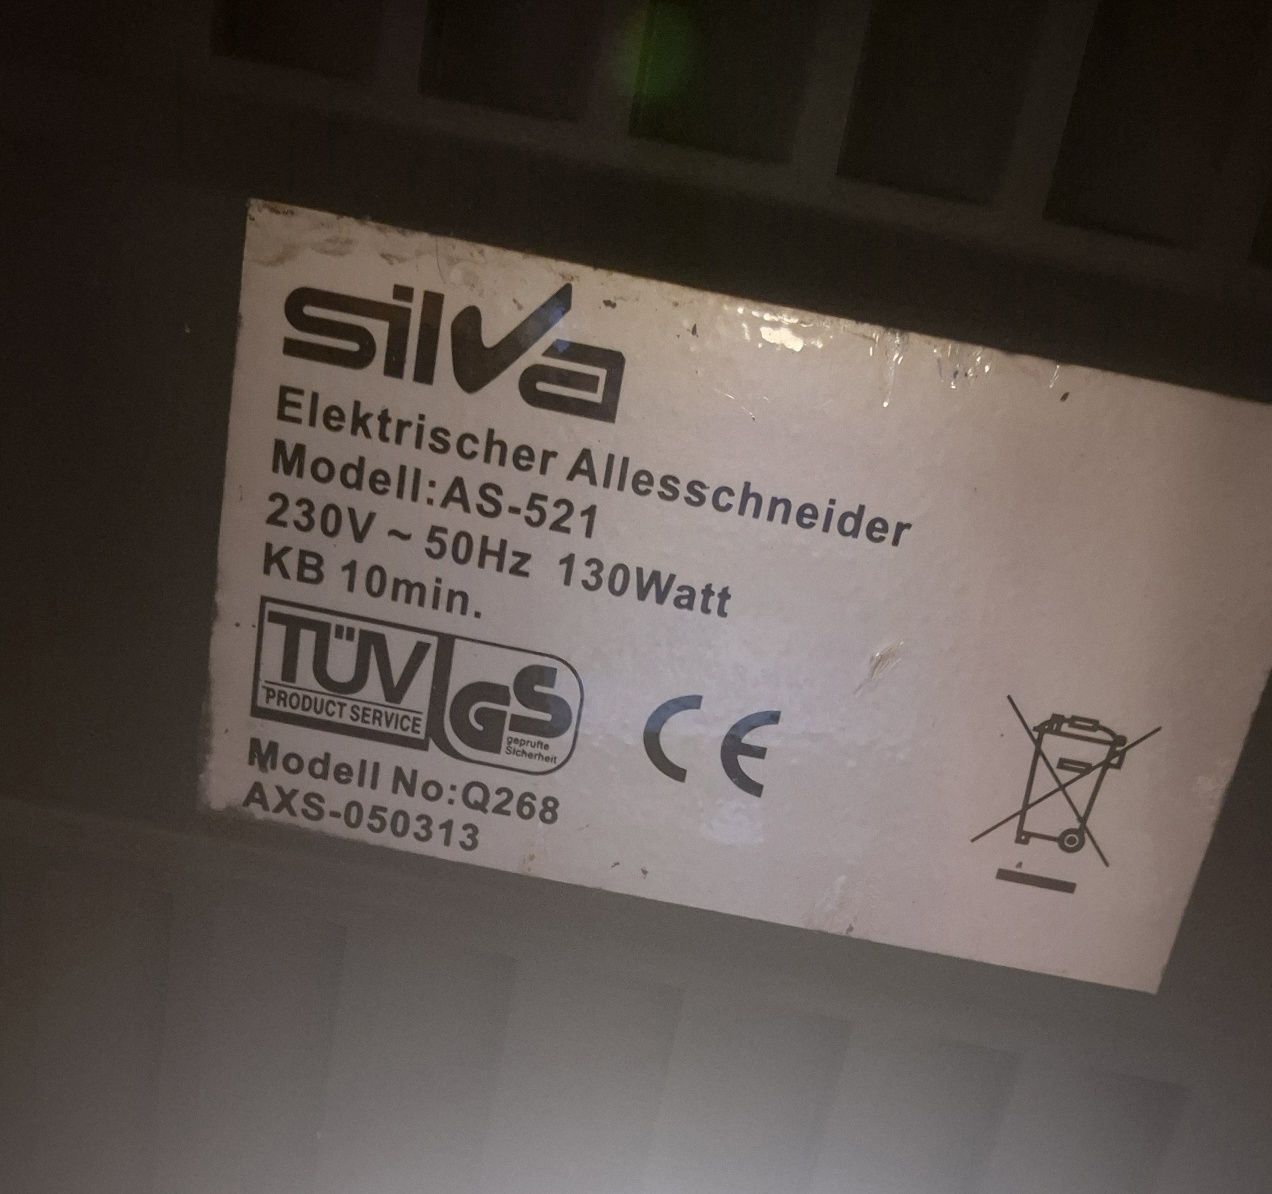 silva
Elektrischer Allesschneider
Modell:AS-521
230V ~ 50Hz 130Watt
KB 10min.
TÜV
PRODUCT SERVICE
GS
geprüfte
Sicherheit
CE
Modell No:Q268
AXS-050313